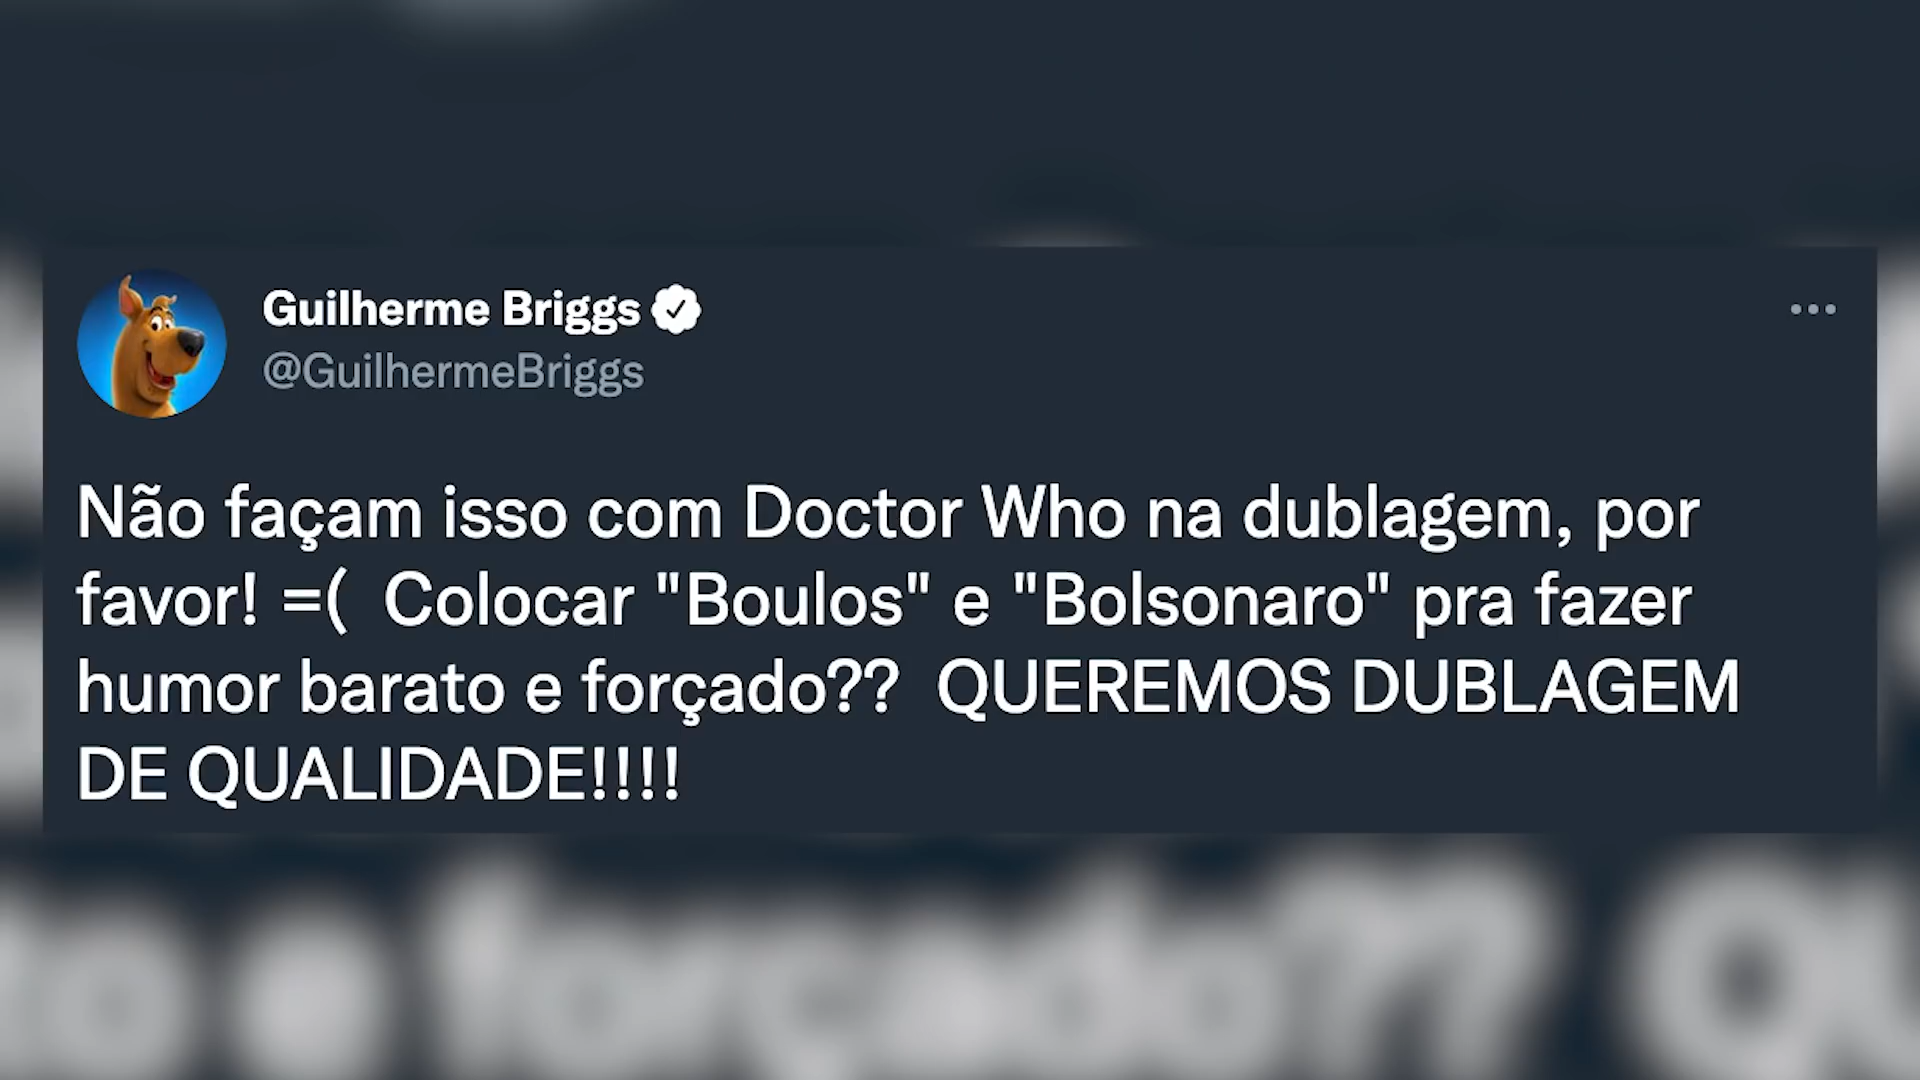 Guilherme Briggs
@GuilhermeBriggs
Não façam isso com Doctor Who na dublagem, por
favor! =(  Colocar "Boulos" e "Bolsonaro" pra fazer
humor barato e forçado??  QUEREMOS DUBLAGEM
DE QUALIDADE!!!!